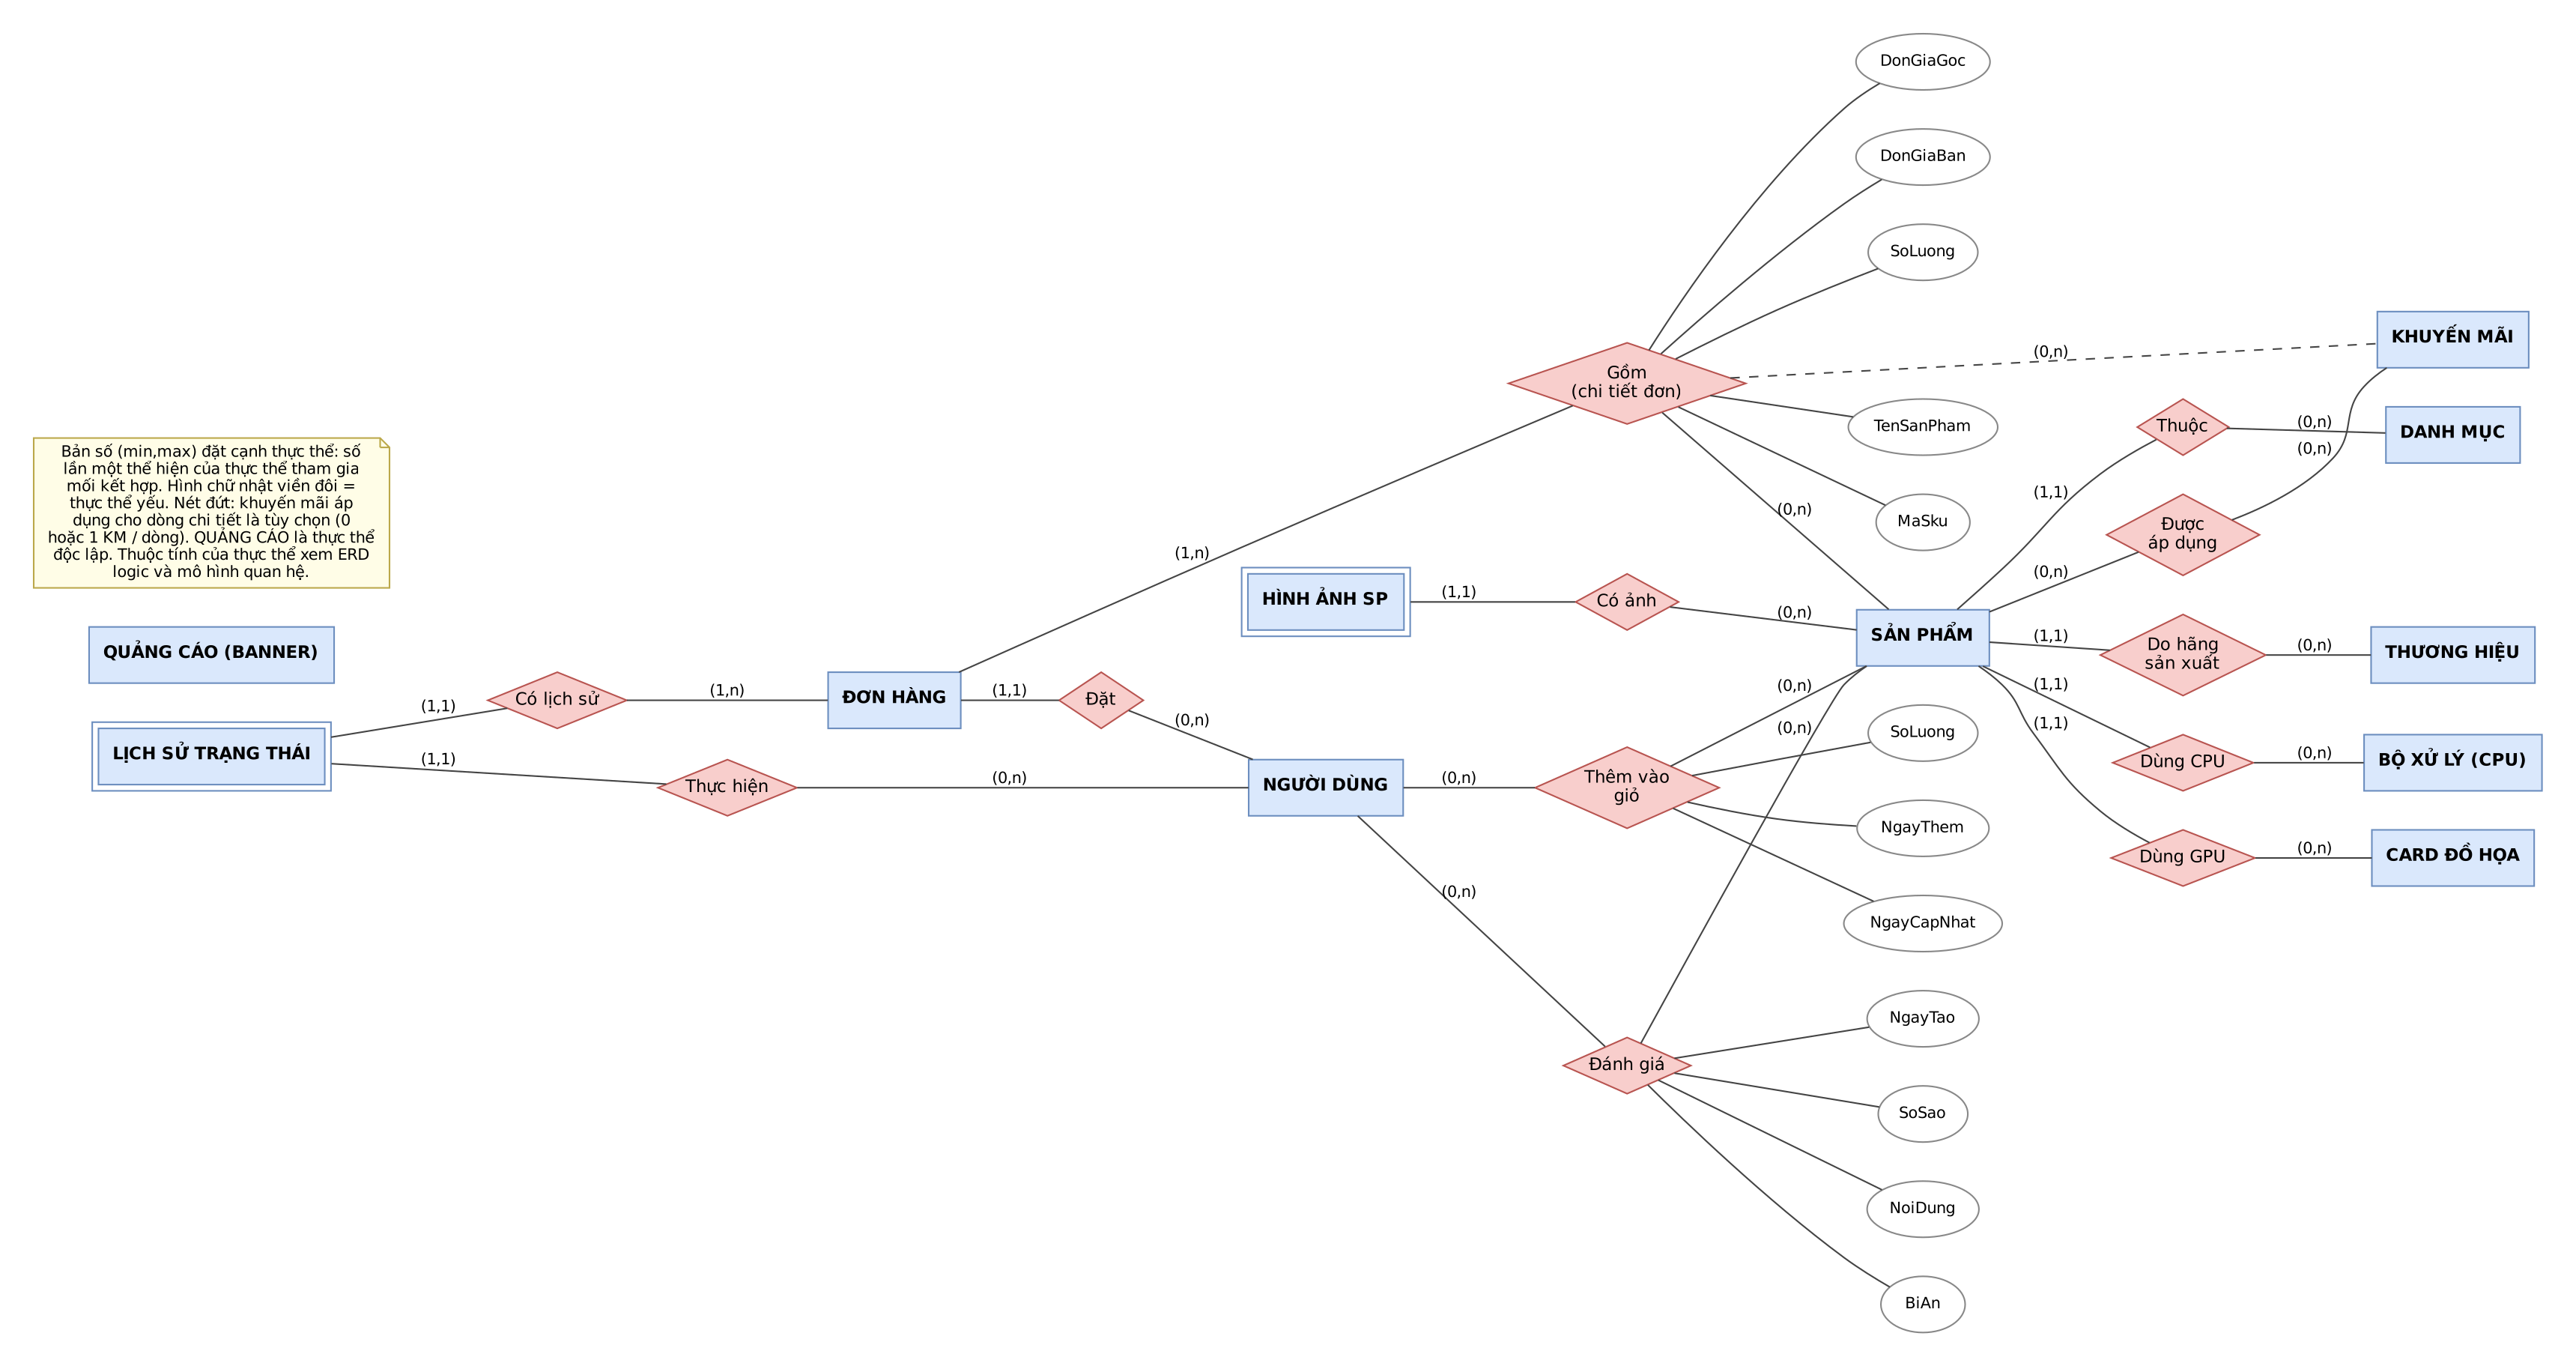 DonGiaGoc
DonGiaBan
SoLuong
KHUYẾN MÃI
(0,n)
Gồm
(chi tiết đơn)
TenSanPham
Thuộc
(0,n)
DANH MỤC
(0,n)
Bản số (min,max) đặt cạnh thực thể: số
lần một thể hiện của thực thể tham gia
mối kết hợp. Hình chữ nhật viền đôi =
thực thể yếu. Nét đứt: khuyến mãi áp
dụng cho dòng chi tiết là tùy chọn (0
hoặc 1 KM / dòng). QUẢNG CÁO là thực thể
độc lập. Thuộc tính của thực thể xem ERD
logic và mô hình quan hệ.
(1,1)
(0,n)
MaSku
Được
áp dụng
(1,n)
(0,n)
HÌNH ẢNH SP
(1,1)
Có ảnh
(0,n)
SẢN PHẨM
(1,1)
Do hãng
sản xuất
(0,n)
THƯƠNG HIỆU
QUẢNG CÁO (BANNER)
(1,1)
Có lịch sử
(1,n)
ĐƠN HÀNG
(1,1)
Đặt
(0,n)
(0,n)
(1,1)
(0,n)
SoLuong
(1,1)
LỊCH SỬ TRẠNG THÁI
(1,1)
Thực hiện
(0,n)
NGƯỜI DÙNG
(0,n)
Thêm vào
giỏ
Dùng CPU
(0,n)
BỘ XỬ LÝ (CPU)
NgayThem
Dùng GPU
(0,n)
CARD ĐỒ HỌA
(0,n)
NgayCapNhat
NgayTao
Đánh giá
SoSao
NoiDung
BiAn